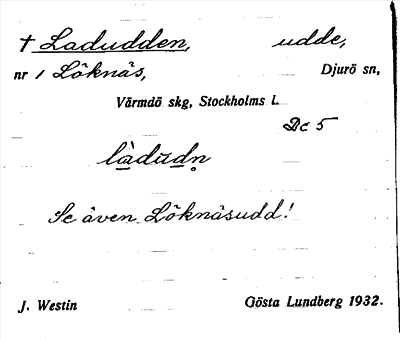 † Ladudden, udde,
nr 1 Löknäs, Djurö sn,
Värmdö skg, Stockholms L
Dc 5
làdudn̥
Se även Löknäsudd!
J. Westin Gösta Lundberg 1932.